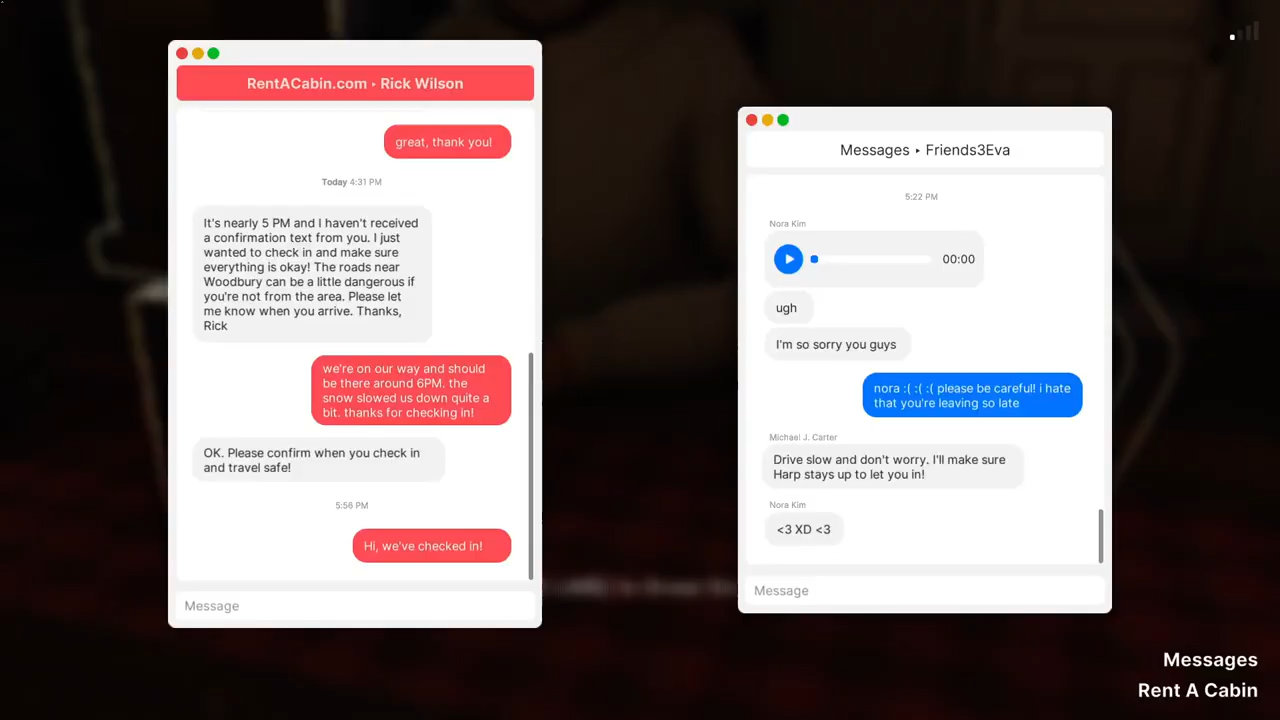 RentACabin.com ▸ Rick Wilson
great, thank you!
Today 4:31 PM
It's nearly 5 PM and I haven't received
a confirmation text from you. I just
wanted to check in and make sure
everything is okay! The roads near
Woodbury can be a little dangerous if
you're not from the area. Please let
me know when you arrive. Thanks,
Rick
we're on our way and should
be there around 6PM. the
snow slowed us down quite a
bit. thanks for checking in!
OK. Please confirm when you check in
and travel safe!
5:56 PM
Hi, we've checked in!
Message
Messages ▸ Friends3Eva
5:22 PM
Nora Kim
00:00
ugh
I'm so sorry you guys
nora :( :( :( please be careful! i hate
that you're leaving so late
Michael J. Carter
Drive slow and don't worry. I'll make sure
Harp stays up to let you in!
Nora Kim
<3 XD <3
Message
Messages
Rent A Cabin